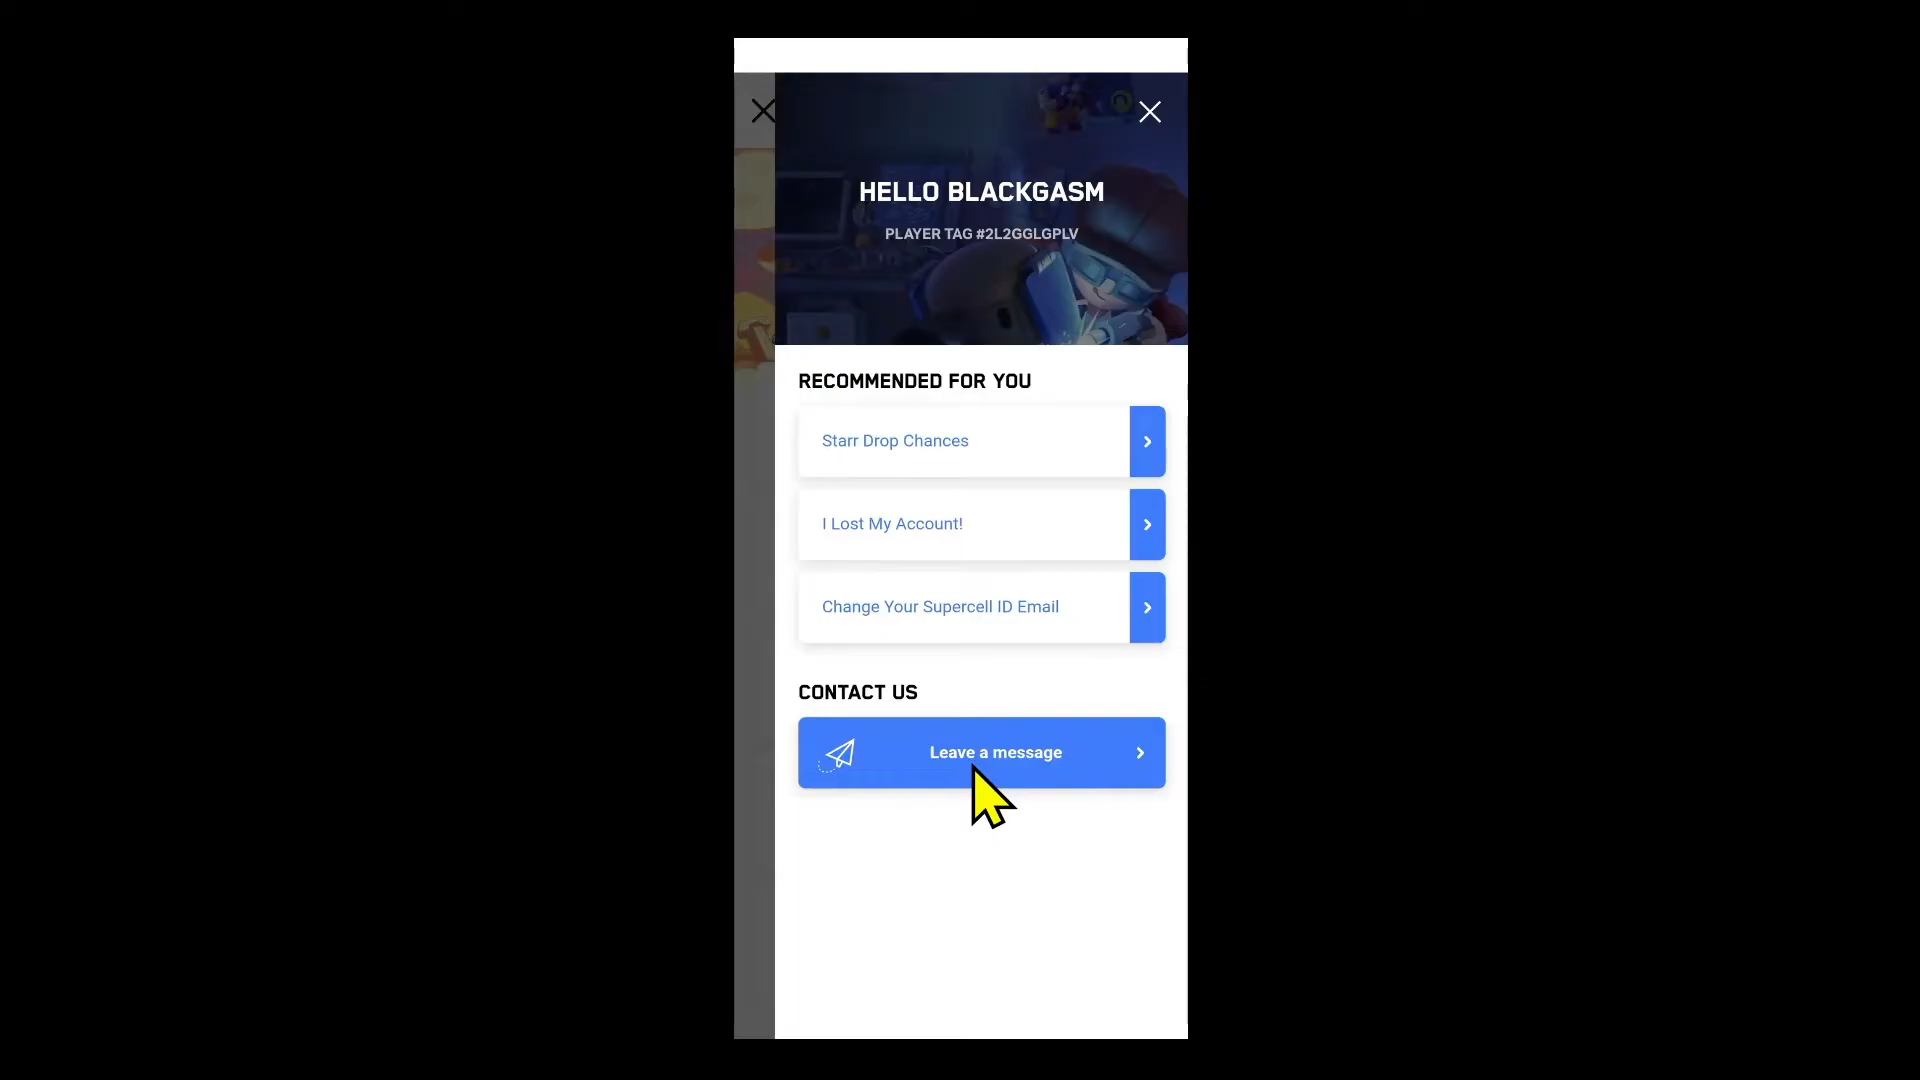 HELLO BLACKGASM
PLAYER TAG #2L2GGLGPLV
RECOMMENDED FOR YOU
Starr Drop Chances
I Lost My Account!
Change Your Supercell ID Email
CONTACT US
Leave a message